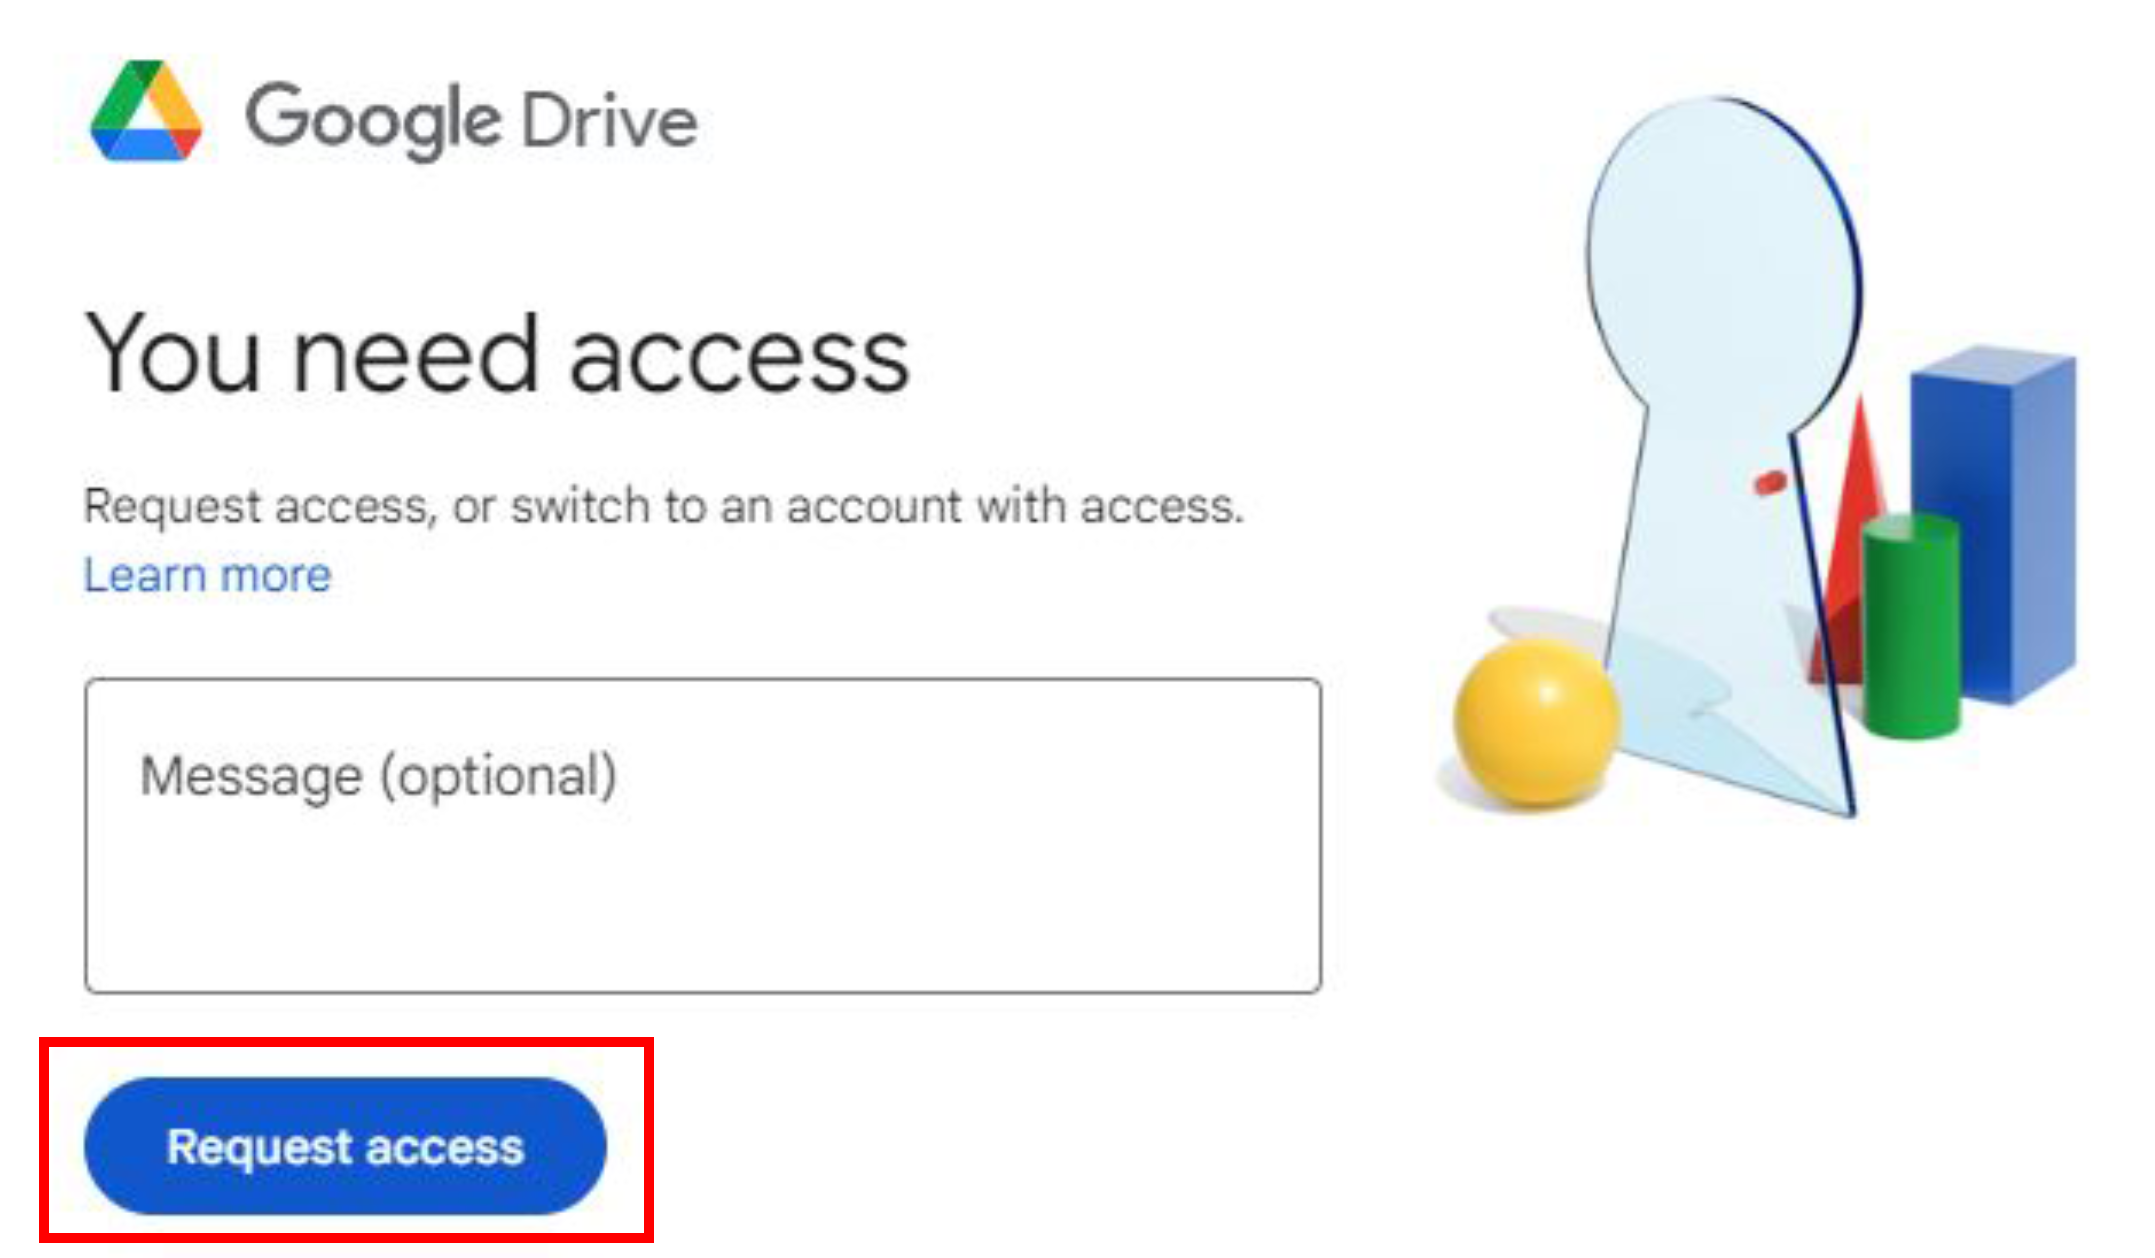 Google Drive
You need access
Request access, or switch to an account with access.
Learn more
Message (optional)
Request access